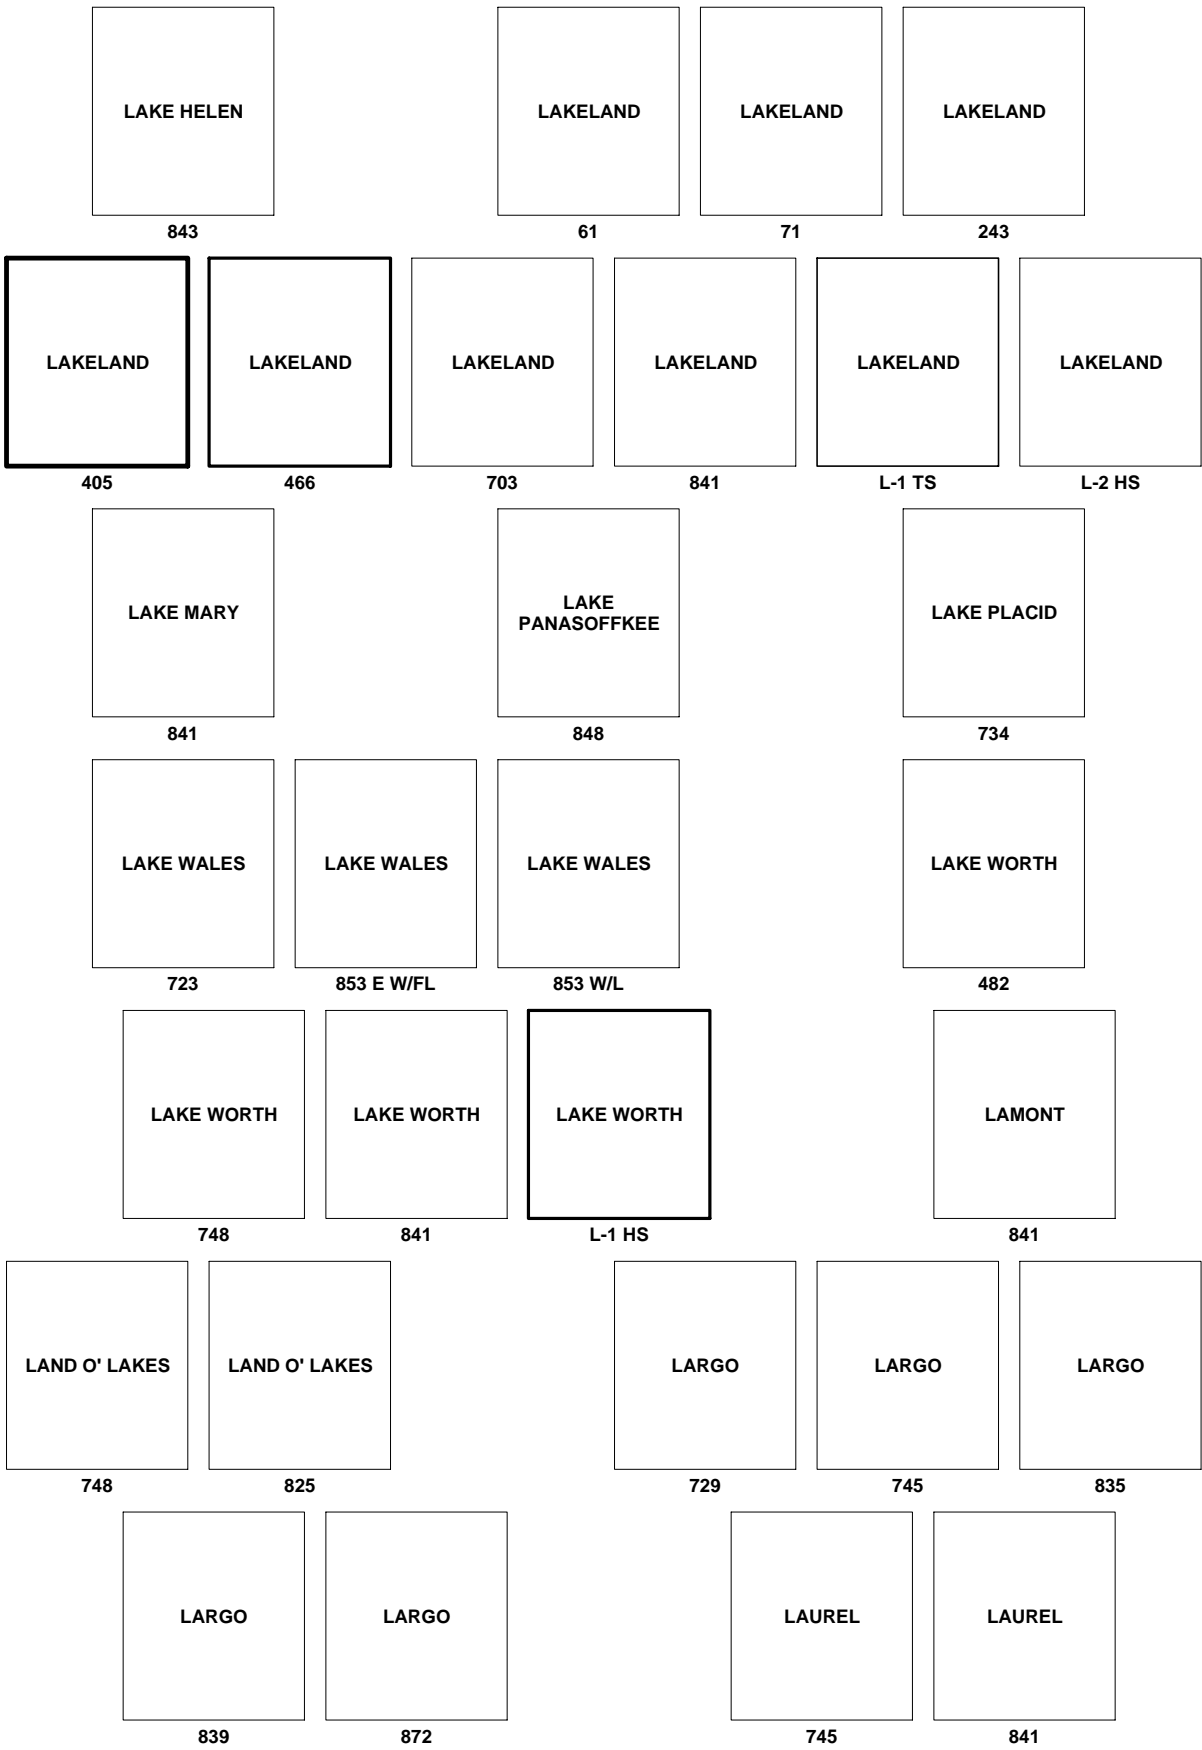 LAKE HELEN
LAKELAND
LAKELAND
LAKELAND
843
61
71
243
LAKELAND
LAKELAND
LAKELAND
LAKELAND
LAKELAND
LAKELAND
405
466
703
841
L-1 TS
L-2 HS
LAKE MARY
LAKE
PANASOFFKEE
LAKE PLACID
841
848
734
LAKE WALES
LAKE WALES
LAKE WALES
LAKE WORTH
723
853 E W/FL
853 W/L
482
LAKE WORTH
LAKE WORTH
LAKE WORTH
LAMONT
748
841
L-1 HS
841
LAND O' LAKES
LAND O' LAKES
LARGO
LARGO
LARGO
748
825
729
745
835
LARGO
LARGO
LAUREL
LAUREL
839
872
745
841